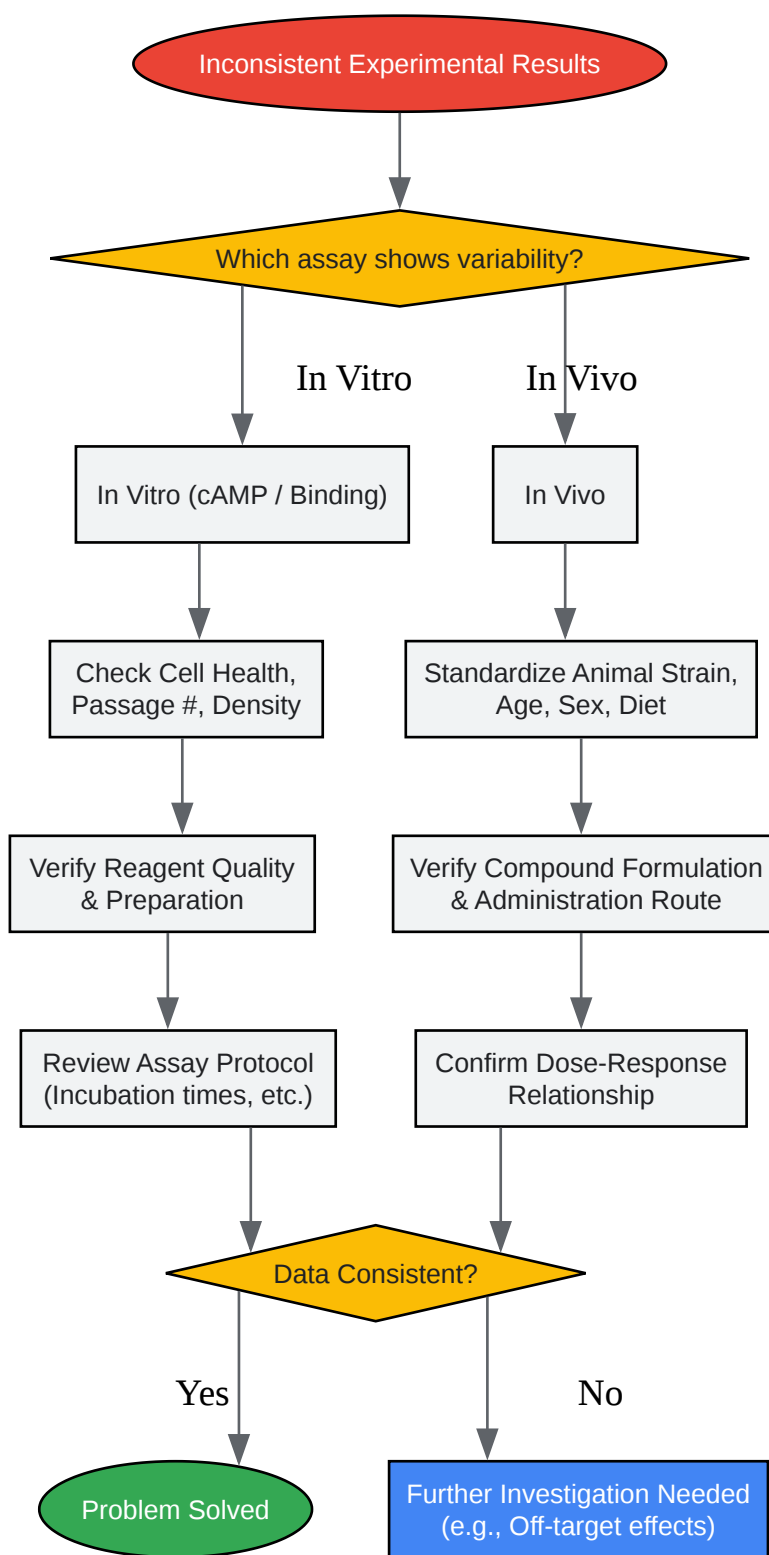 Inconsistent Experimental Results
Which assay shows variability?
In Vitro
In Vivo
In Vitro (cAMP / Binding)
In Vivo
Check Cell Health,
Passage #, Density
Standardize Animal Strain,
Age, Sex, Diet
Verify Reagent Quality
& Preparation
Verify Compound Formulation
& Administration Route
Review Assay Protocol
(Incubation times, etc.)
Confirm Dose-Response
Relationship
Data Consistent?
Yes
No
Problem Solved
Further Investigation Needed
(e.g., Off-target effects)